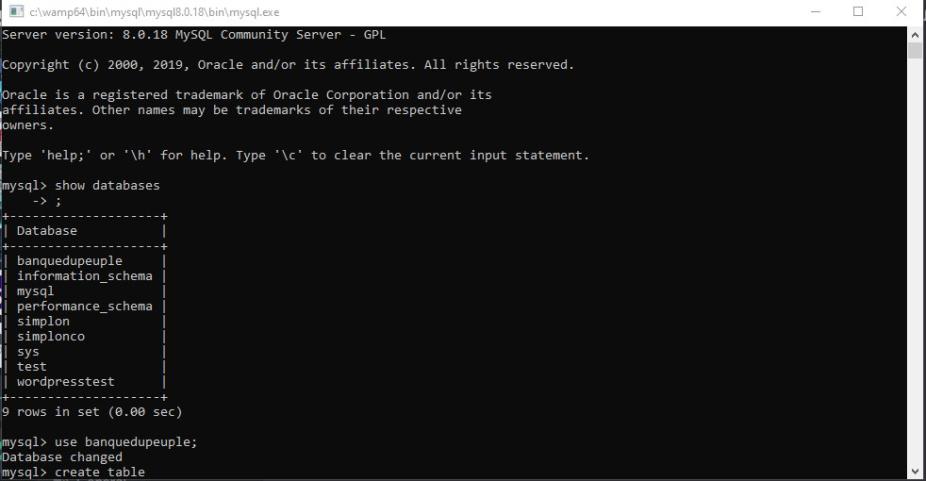 c:\wamp64\bin\mysql\mysql8.0.18\bin\mysql.exe
Server version: 8.0.18 MySQL Community Server - GPL
Copyright (c) 2000, 2019, Oracle and/or its affiliates. All rights reserved.
Oracle is a registered trademark of Oracle Corporation and/or its
affiliates. Other names may be trademarks of their respective
owners.
Type 'help;' or '\h' for help. Type '\c' to clear the current input statement.
mysql> show databases
    -> ;
+--------------------+
| Database           |
+--------------------+
| banquedupeuple     |
| information_schema |
| mysql              |
| performance_schema |
| simplon            |
| simplonco          |
| sys                |
| test               |
| wordpresstest      |
+--------------------+
9 rows in set (0.00 sec)
mysql> use banquedupeuple;
Database changed
mysql> create table